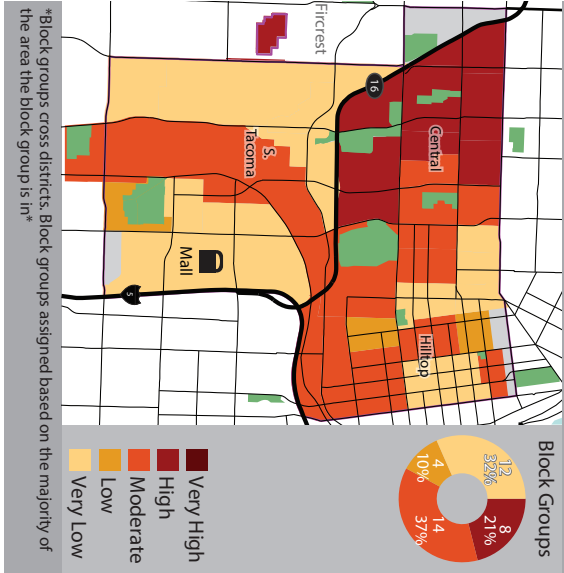 Fircrest
16
Central
S.
Tacoma
Mall
5
Hilltop
Block Groups
12
32%
8
21%
4
10%
14
37%
Very High
High
Moderate
Low
Very Low
*Block groups cross districts. Block groups assigned based on the majority of
the area the block group is in*